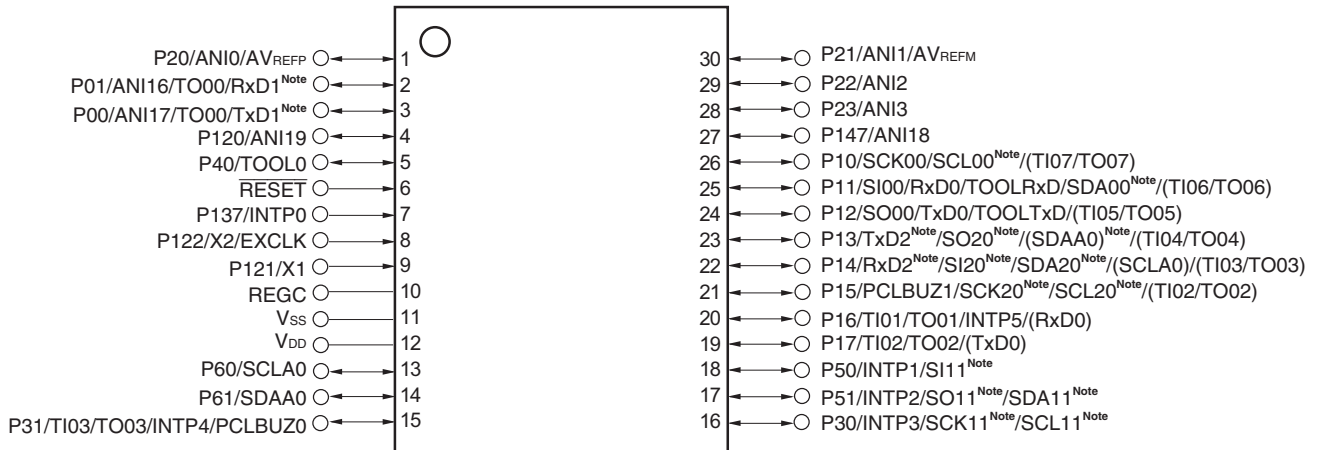 P20/ANI0/AVREFP 1
P01/ANI16/TO00/RxD1Note 2
P00/ANI17/TO00/TxD1Note 3
P120/ANI19 4
P40/TOOL0 5
RESET 6
P137/INTP0 7
P122/X2/EXCLK 8
P121/X1 9
REGC 10
VSS 11
VDD 12
P60/SCLA0 13
P61/SDAA0 14
P31/TI03/TO03/INTP4/PCLBUZ0 15
30 P21/ANI1/AVREFM
29 P22/ANI2
28 P23/ANI3
27 P147/ANI18
26 P10/SCK00/SCL00Note/(TI07/TO07)
25 P11/SI00/RxD0/TOOLRxD/SDA00Note/(TI06/TO06)
24 P12/SO00/TxD0/TOOLTxD/(TI05/TO05)
23 P13/TxD2Note/SO20Note/(SDAA0)Note/(TI04/TO04)
22 P14/RxD2Note/SI20Note/SDA20Note/(SCLA0)/(TI03/TO03)
21 P15/PCLBUZ1/SCK20Note/SCL20Note/(TI02/TO02)
20 P16/TI01/TO01/INTP5/(RxD0)
19 P17/TI02/TO02/(TxD0)
18 P50/INTP1/SI11Note
17 P51/INTP2/SO11Note/SDA11Note
16 P30/INTP3/SCK11Note/SCL11Note